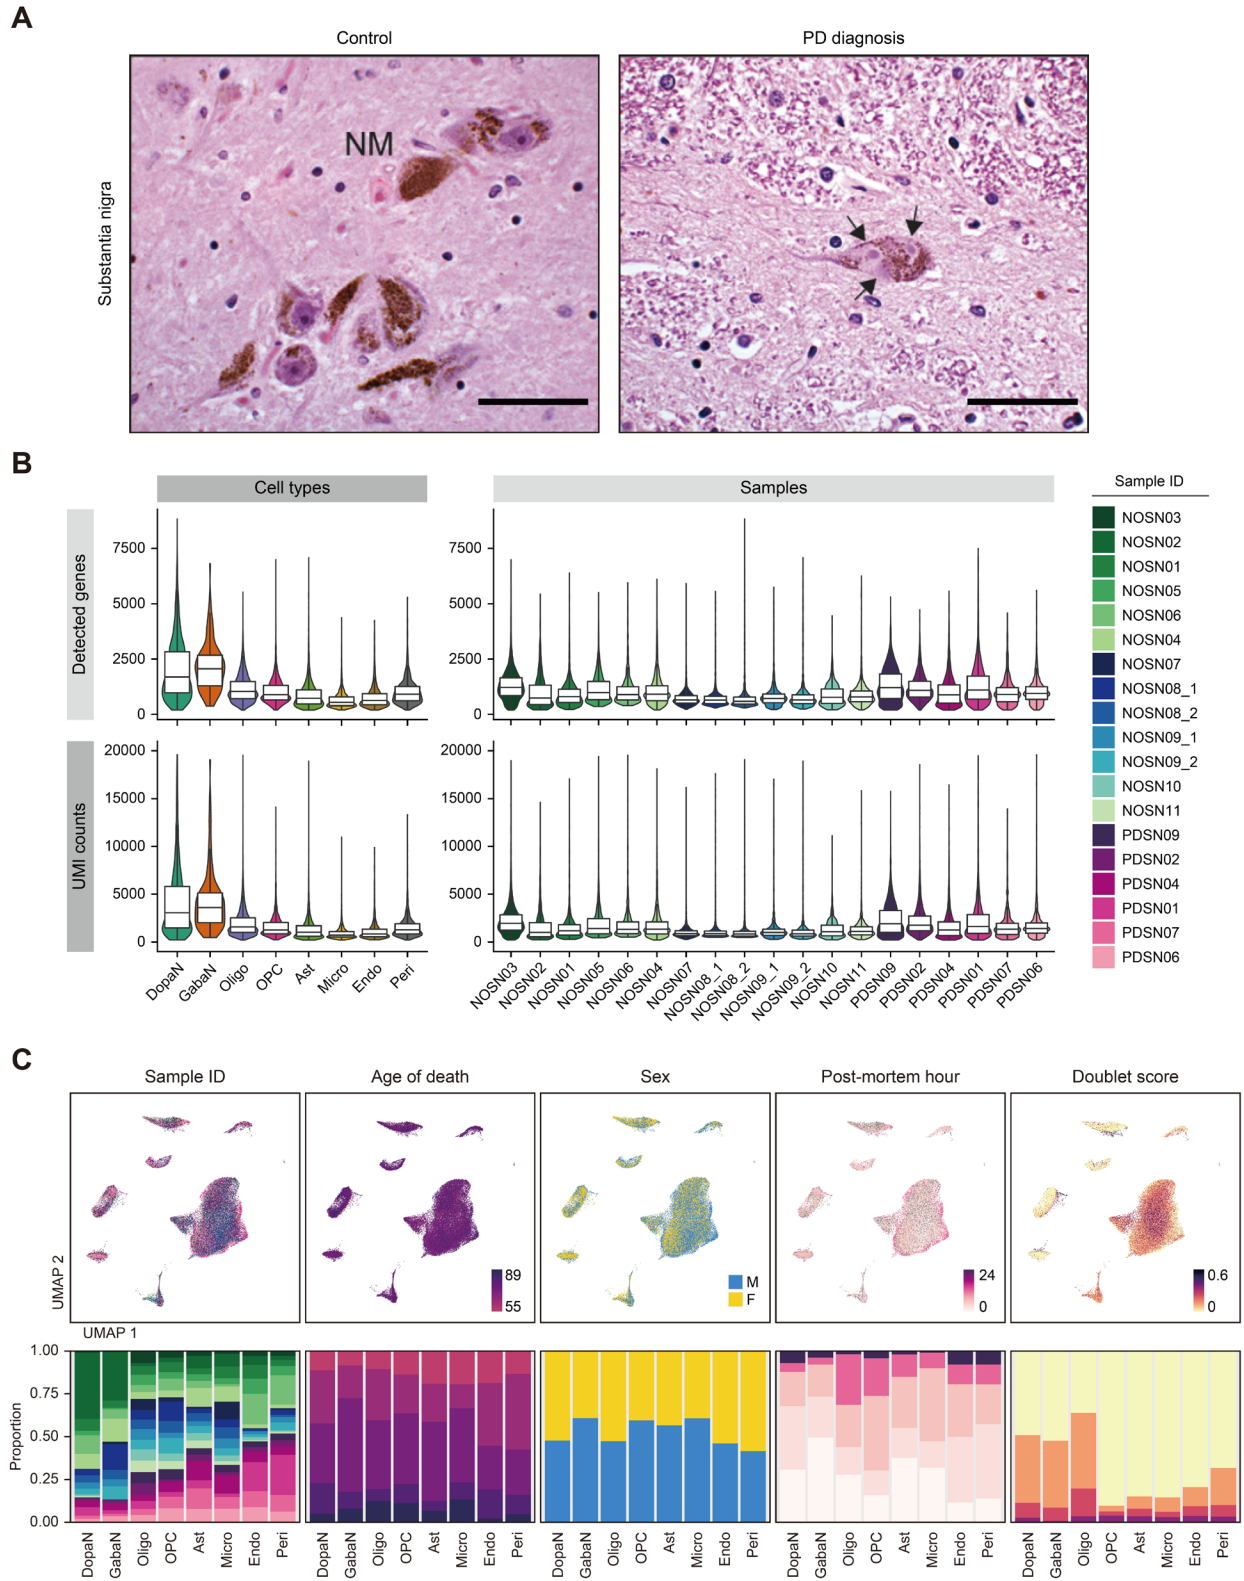 A
Control
PD diagnosis
Substantia nigra
NM
B
Cell types
Samples
Sample ID
Detected genes
7500
5000
2500
0
7500
5000
2500
0
UMI counts
20000
15000
10000
5000
0
20000
15000
10000
5000
0
DopaN GabaN Oligo OPC Ast Micro Endo Peri
NOSN03 NOSN02 NOSN01 NOSN05 NOSN06 NOSN04 NOSN07 NOSN08_1 NOSN08_2 NOSN09_1 NOSN09_2 NOSN10 NOSN11 PDSN09 PDSN02 PDSN04 PDSN01 PDSN07 PDSN06
NOSN03
NOSN02
NOSN01
NOSN05
NOSN06
NOSN04
NOSN07
NOSN08_1
NOSN08_2
NOSN09_1
NOSN09_2
NOSN10
NOSN11
PDSN09
PDSN02
PDSN04
PDSN01
PDSN07
PDSN06
C
Sample ID
Age of death
Sex
Post-mortem hour
Doublet score
UMAP 2
UMAP 1
89
55
M
F
24
0
0.6
0
Proportion
1.00
0.75
0.50
0.25
0.00
DopaN GabaN Oligo OPC Ast Micro Endo Peri
DopaN GabaN Oligo OPC Ast Micro Endo Peri
DopaN GabaN Oligo OPC Ast Micro Endo Peri
DopaN GabaN Oligo OPC Ast Micro Endo Peri
DopaN GabaN Oligo OPC Ast Micro Endo Peri